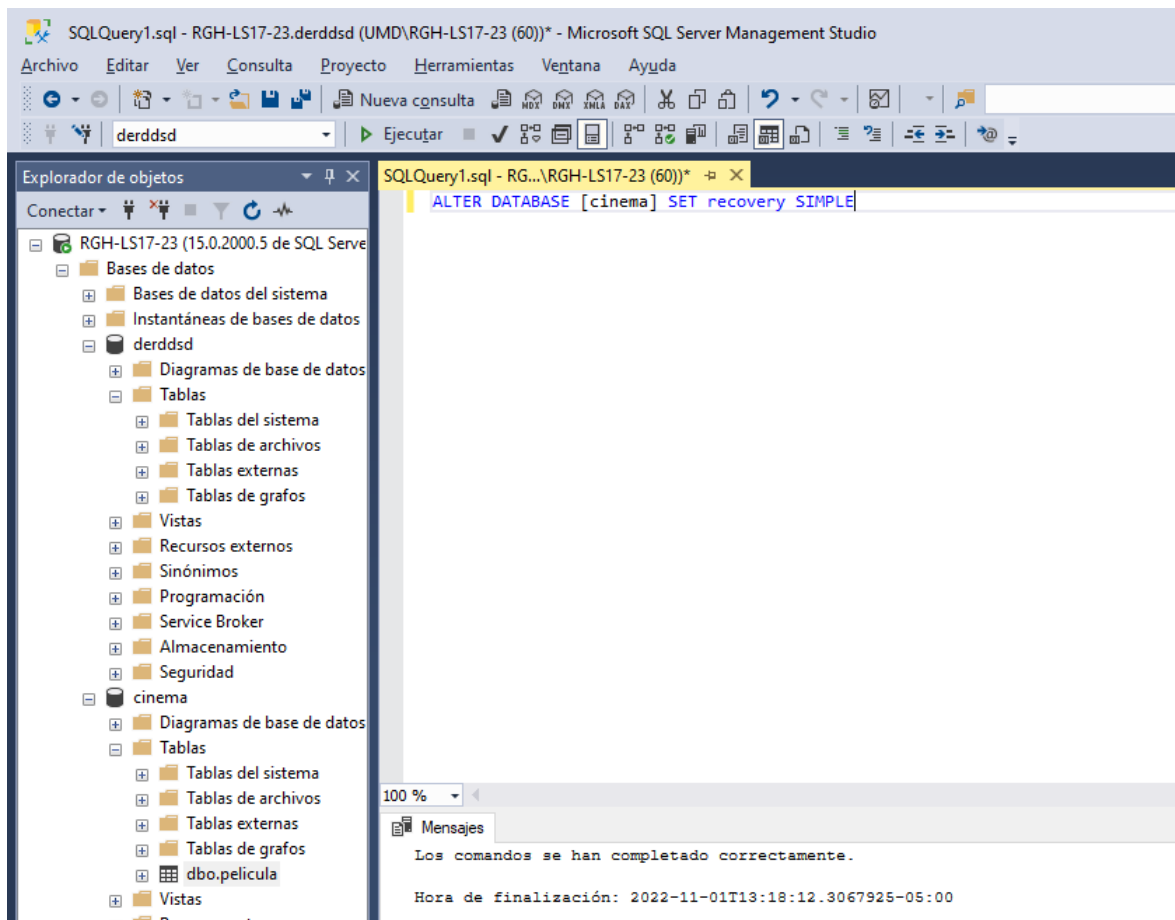 SQLQuery1.sql - RGH-LS17-23.derddsd (UMD\RGH-LS17-23 (60))* - Microsoft SQL Server Management Studio
Archivo Editar Ver Consulta Proyecto Herramientas Ventana Ayuda
Nueva consulta MDX DMX XMLA DAX
derddsd Ejecutar
Explorador de objetos
Conectar
RGH-LS17-23 (15.0.2000.5 de SQL Serve
Bases de datos
Bases de datos del sistema
Instantáneas de bases de datos
derddsd
Diagramas de base de datos
Tablas
Tablas del sistema
Tablas de archivos
Tablas externas
Tablas de grafos
Vistas
Recursos externos
Sinónimos
Programación
Service Broker
Almacenamiento
Seguridad
cinema
Diagramas de base de datos
Tablas
Tablas del sistema
Tablas de archivos
Tablas externas
Tablas de grafos
dbo.pelicula
Vistas
SQLQuery1.sql - RG...\RGH-LS17-23 (60))*
ALTER DATABASE [cinema] SET recovery SIMPLE
100 %
Mensajes
Los comandos se han completado correctamente.
Hora de finalización: 2022-11-01T13:18:12.3067925-05:00